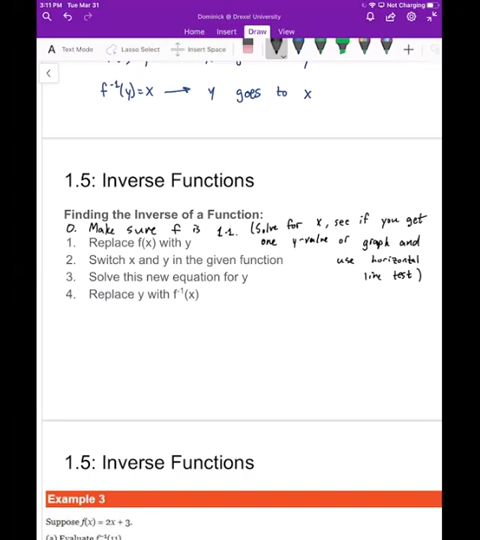 3:11 PM Tue Mar 31
Not Charging
Dominick @ Drexel University
Home Insert Draw View
Text Mode Lasso Select Insert Space
f⁻¹(y)=x → y goes to x
1.5: Inverse Functions
Finding the Inverse of a Function:
0. Make sure f is 1-1. (Solve for x, see if you get
1. Replace f(x) with y one y-value or graph and
2. Switch x and y in the given function use horizontal
3. Solve this new equation for y line test)
4. Replace y with f⁻¹(x)
1.5: Inverse Functions
Example 3
Suppose f(x) = 2x + 3.
(a) Evaluate f⁻¹(11)